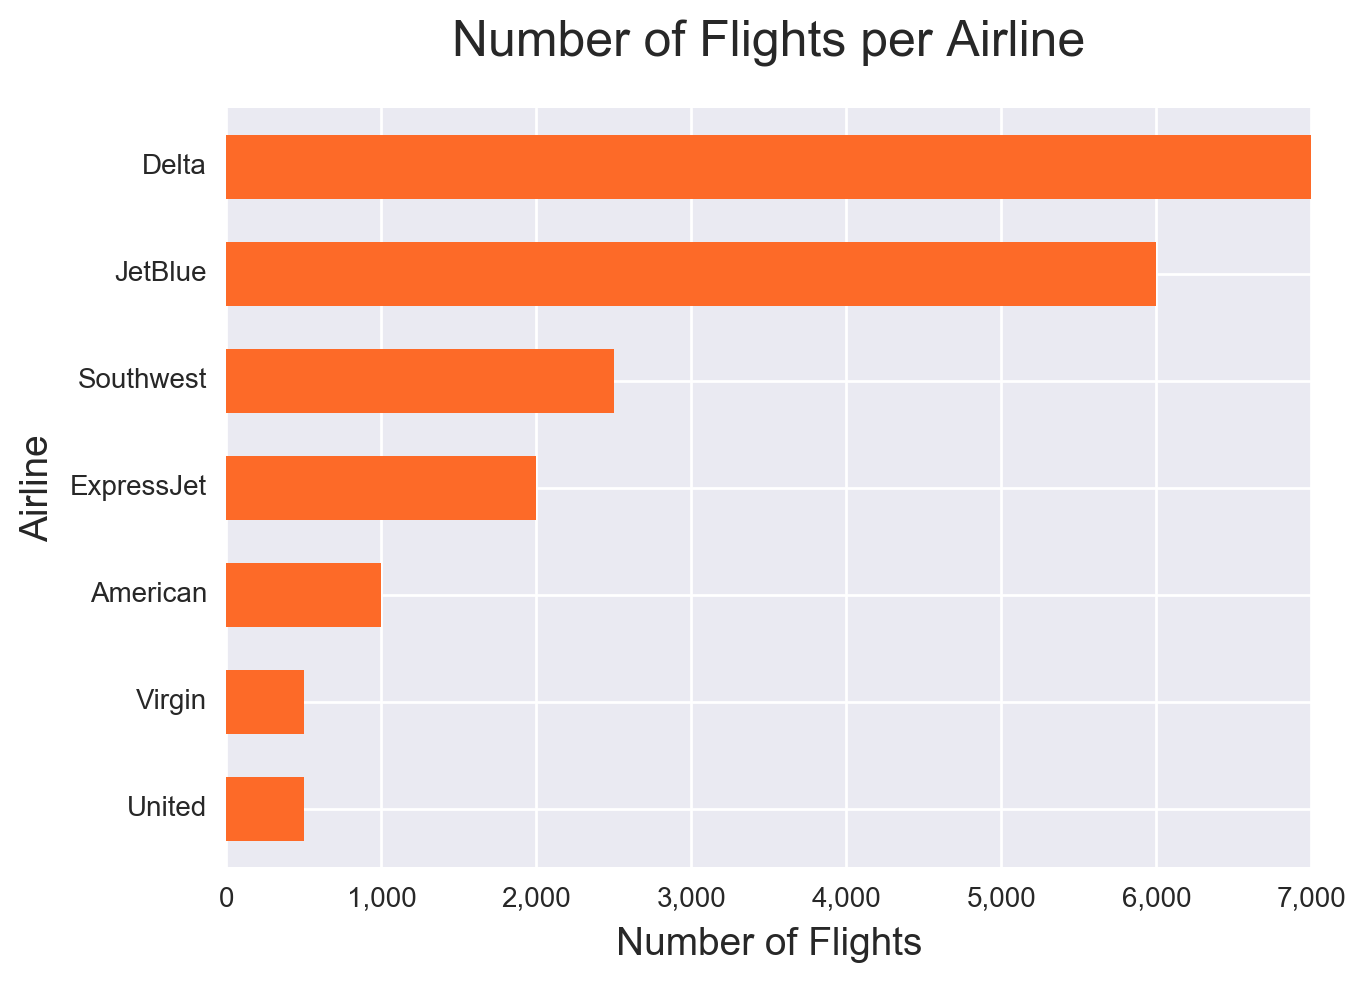 Number of Flights per Airline
Delta
JetBlue
Southwest
ExpressJet
American
Virgin
United
Airline
0 1,000 2,000 3,000 4,000 5,000 6,000 7,000
Number of Flights